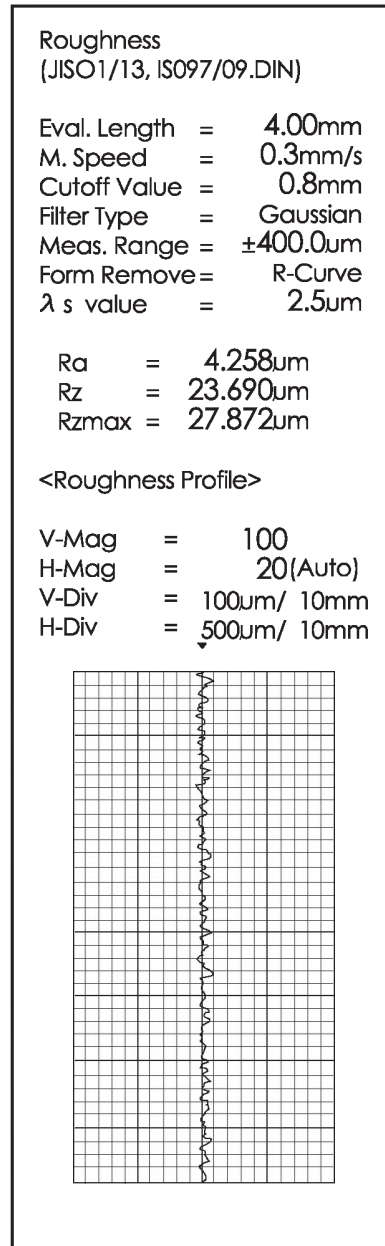 Roughness
(JISO1/13, IS097/09.DIN)
Eval. Length = 4.00mm
M. Speed = 0.3mm/s
Cutoff Value = 0.8mm
Filter Type = Gaussian
Meas. Range = ±400.0um
Form Remove= R-Curve
λ s value = 2.5um
Ra = 4.258um
Rz = 23.690um
Rzmax = 27.872um
<Roughness Profile>
V-Mag = 100
H-Mag = 20(Auto)
V-Div = 100um/ 10mm
H-Div = 500um/ 10mm